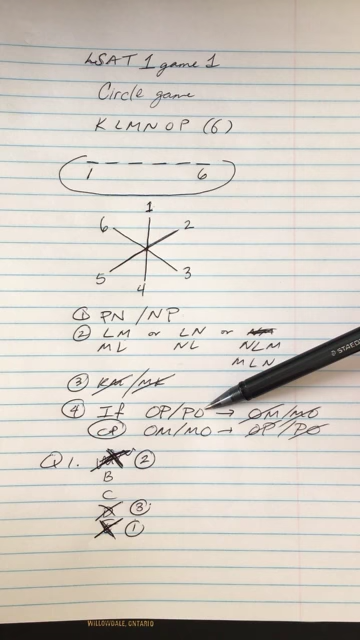 LSAT 1 game 1
Circle game
K L M N O P (6)
1 6
1
6 2
5 3
4
① PN / NP
② LM or LN or
ML NL NLM
MLN
③ KM / MK
④ If OP/PO → OM/MO
CP OM/MO → OP/PO
Q1. ②
B
C
D ③
E ①
STAED
WILLOWDALE, ONTARIO